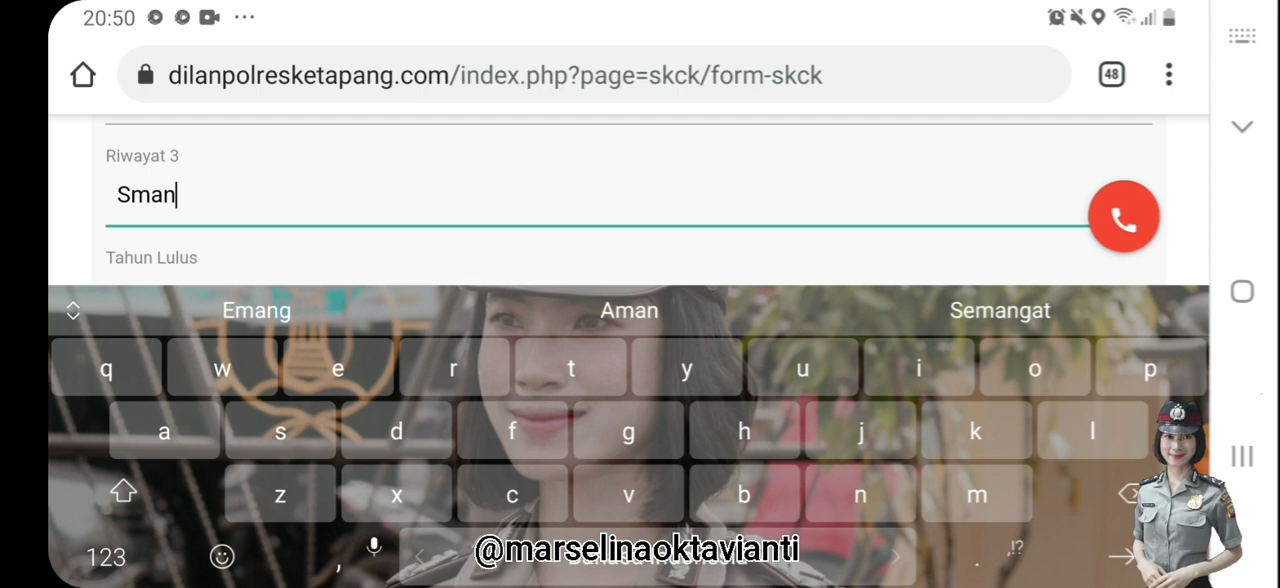 20:50
48
dilanpolresketapang.com/index.php?page=skck/form-skck
Riwayat 3
Sman
Tahun Lulus
Emang Aman Semangat
q w e r t y u i o p
a s d f g h j k l
z x c v b n m
123 , . ,!?
@marselinaoktavianti